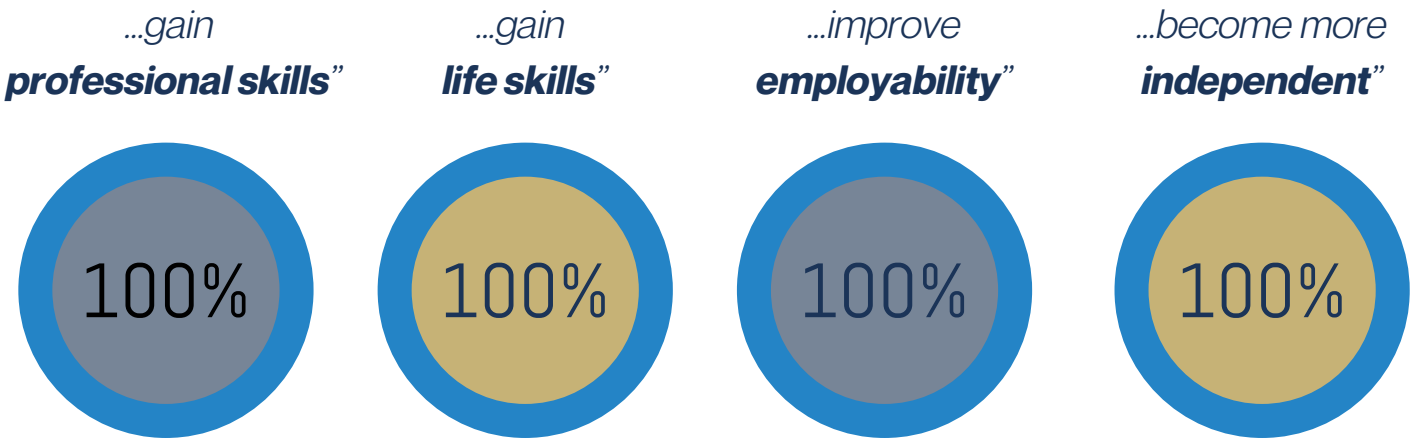 ...gain
professional skills”
100%
...gain
life skills”
100%
...improve
employability”
100%
...become more
independent”
100%